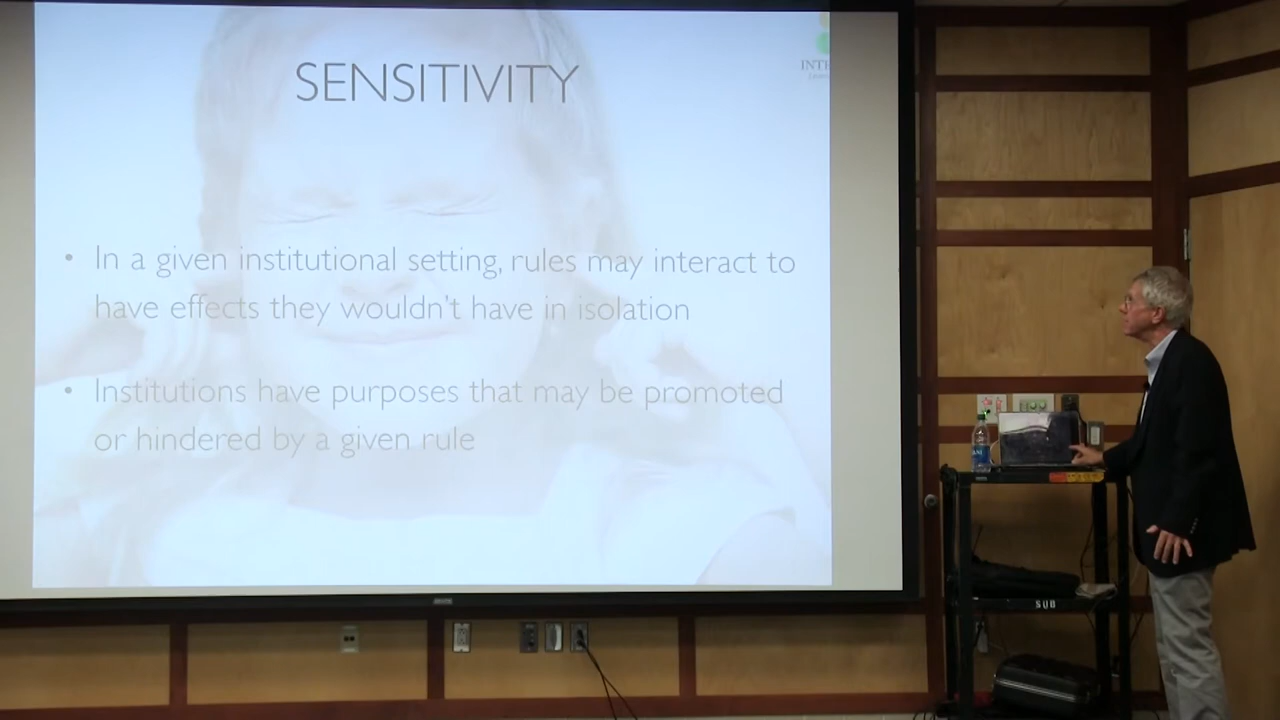 SENSITIVITY
• In a given institutional setting, rules may interact to
have effects they wouldn't have in isolation
• Institutions have purposes that may be promoted
or hindered by a given rule
SUB